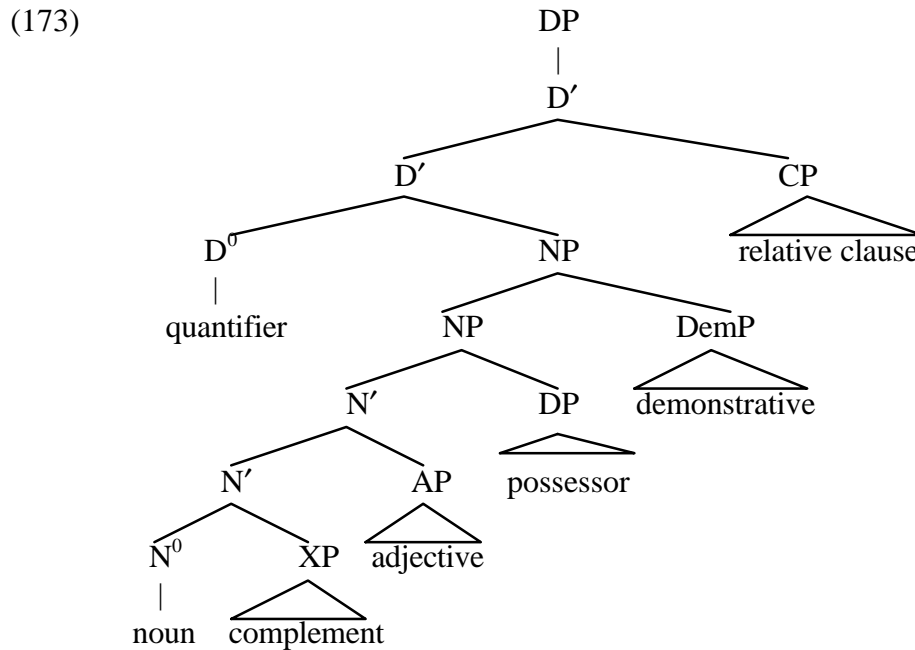 (173) DP
D′
D′ CP
D⁰ NP relative clause
quantifier NP DemP
N′ DP demonstrative
N′ AP possessor
N⁰ XP adjective
noun complement